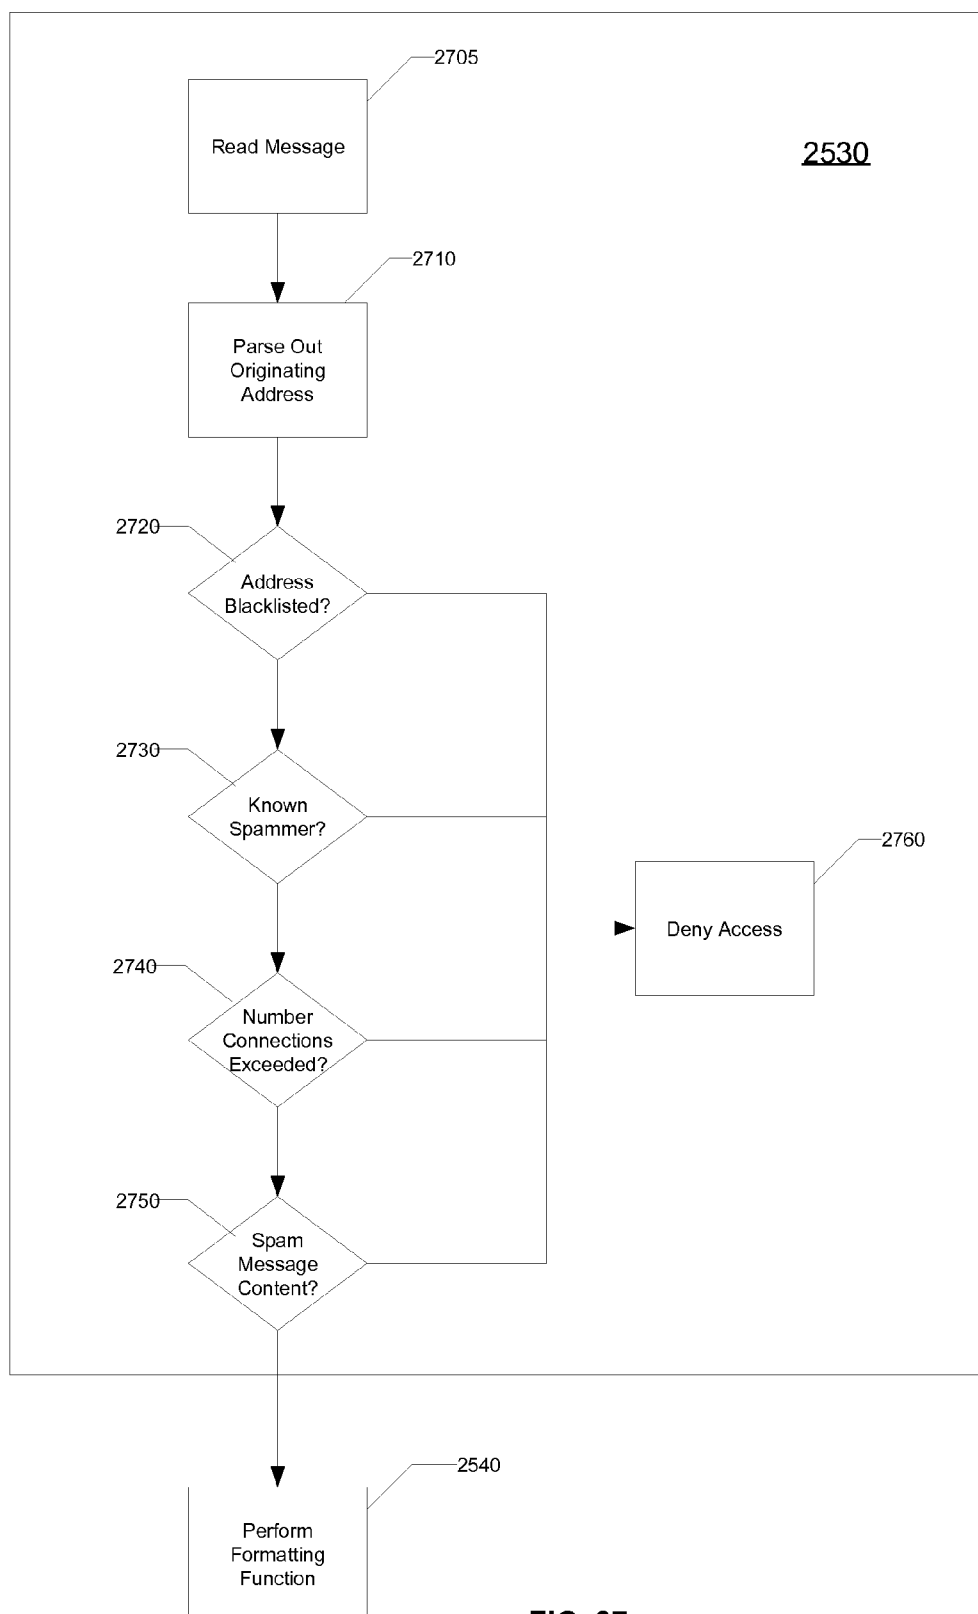 2705
Read Message
2530
2710
Parse Out
Originating
Address
2720
Address
Blacklisted?
2730
Known
Spammer?
2760
Deny Access
2740
Number
Connections
Exceeded?
2750
Spam
Message
Content?
2540
Perform
Formatting
Function